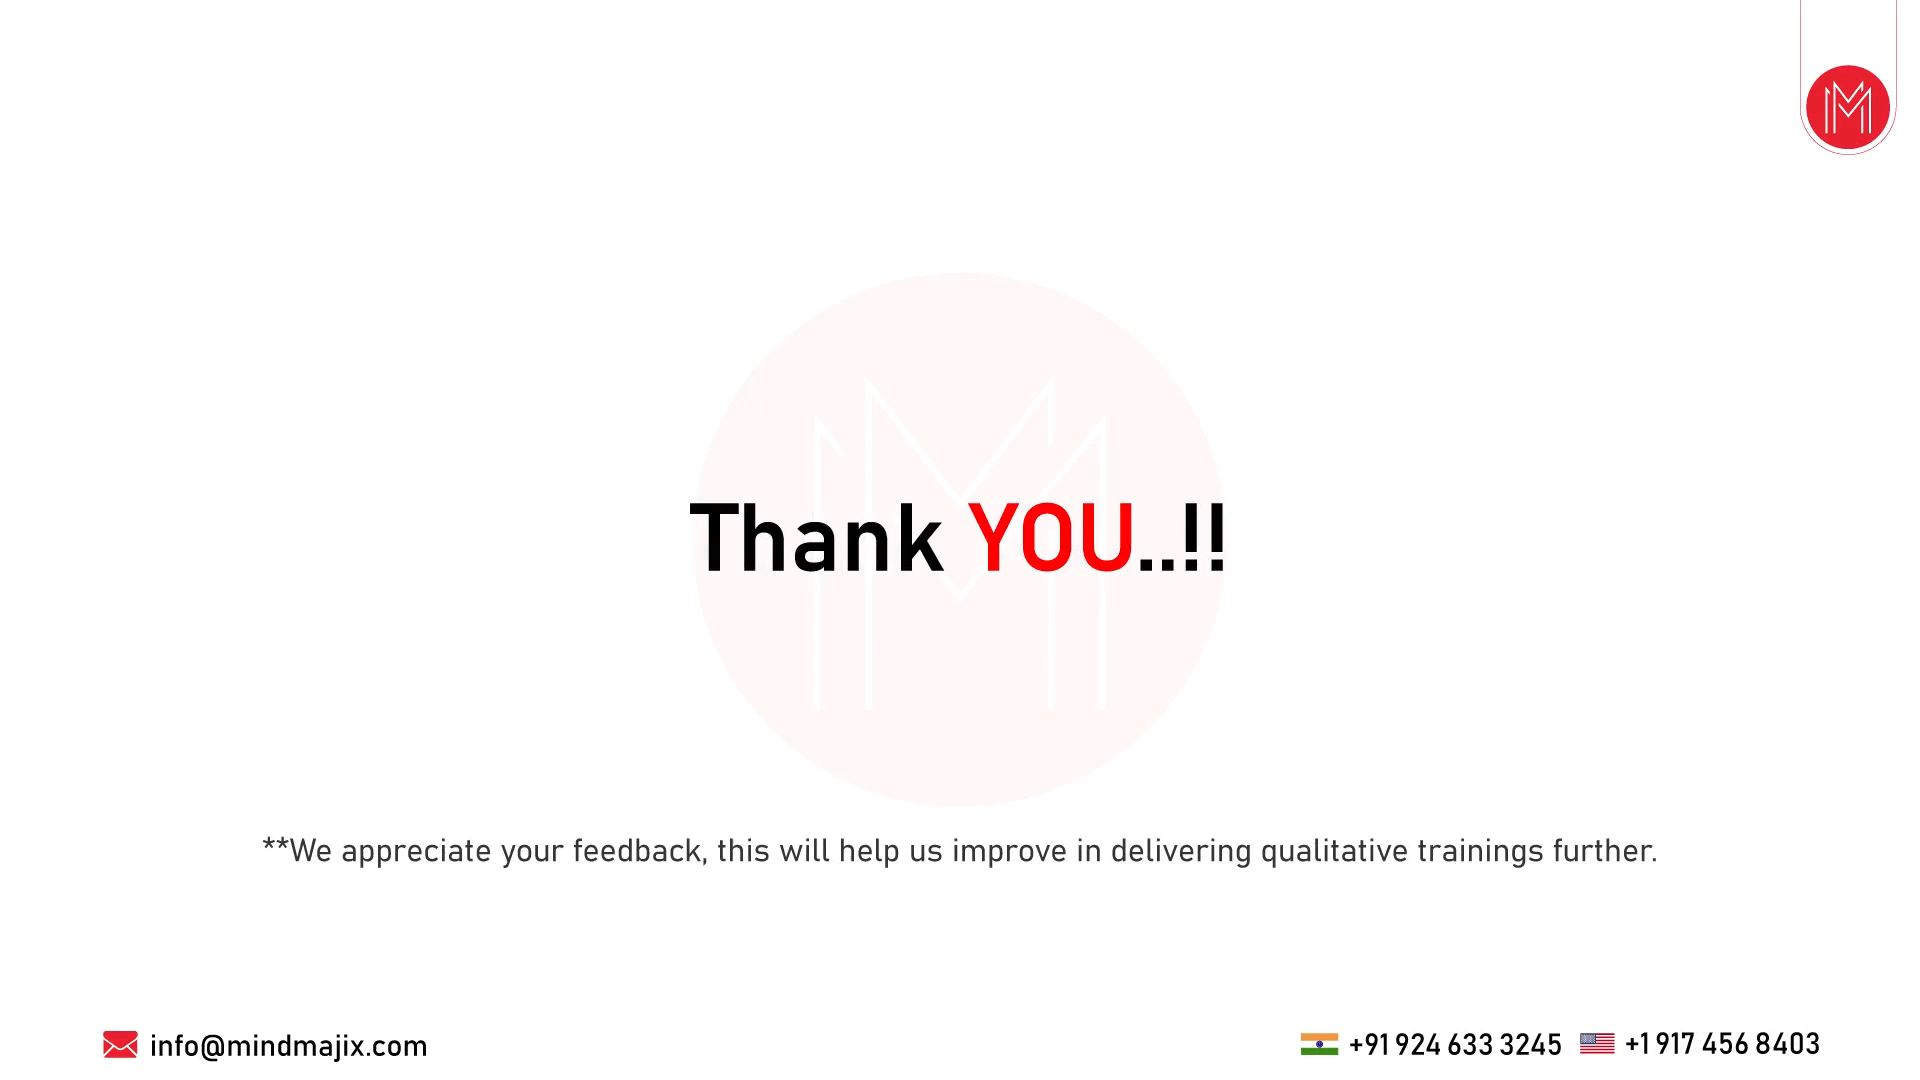 Thank YOU..!!
**We appreciate your feedback, this will help us improve in delivering qualitative trainings further.
info@mindmajix.com
+91 924 633 3245
+1 917 456 8403